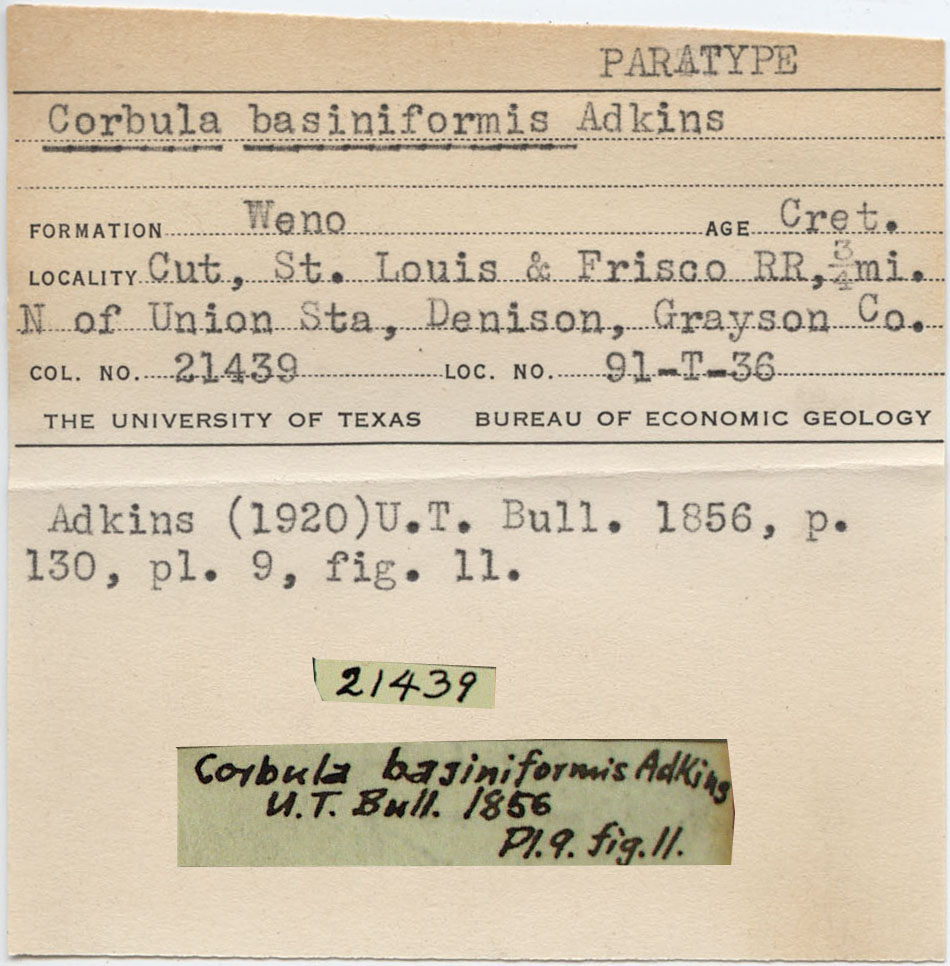 PARATYPE
Corbula basiniformis Adkins
FORMATION Weno AGE Cret.
LOCALITY Cut, St. Louis & Frisco RR, 3/4 mi.
N of Union Sta, Denison, Grayson Co.
COL. NO. 21439 LOC. NO. 91-T-36
THE UNIVERSITY OF TEXAS BUREAU OF ECONOMIC GEOLOGY
Adkins (1920)U.T. Bull. 1856, p.
130, pl. 9, fig. 11.
21439
Corbula basiniformis Adkins
U.T. Bull. 1856
Pl.9. fig.11.